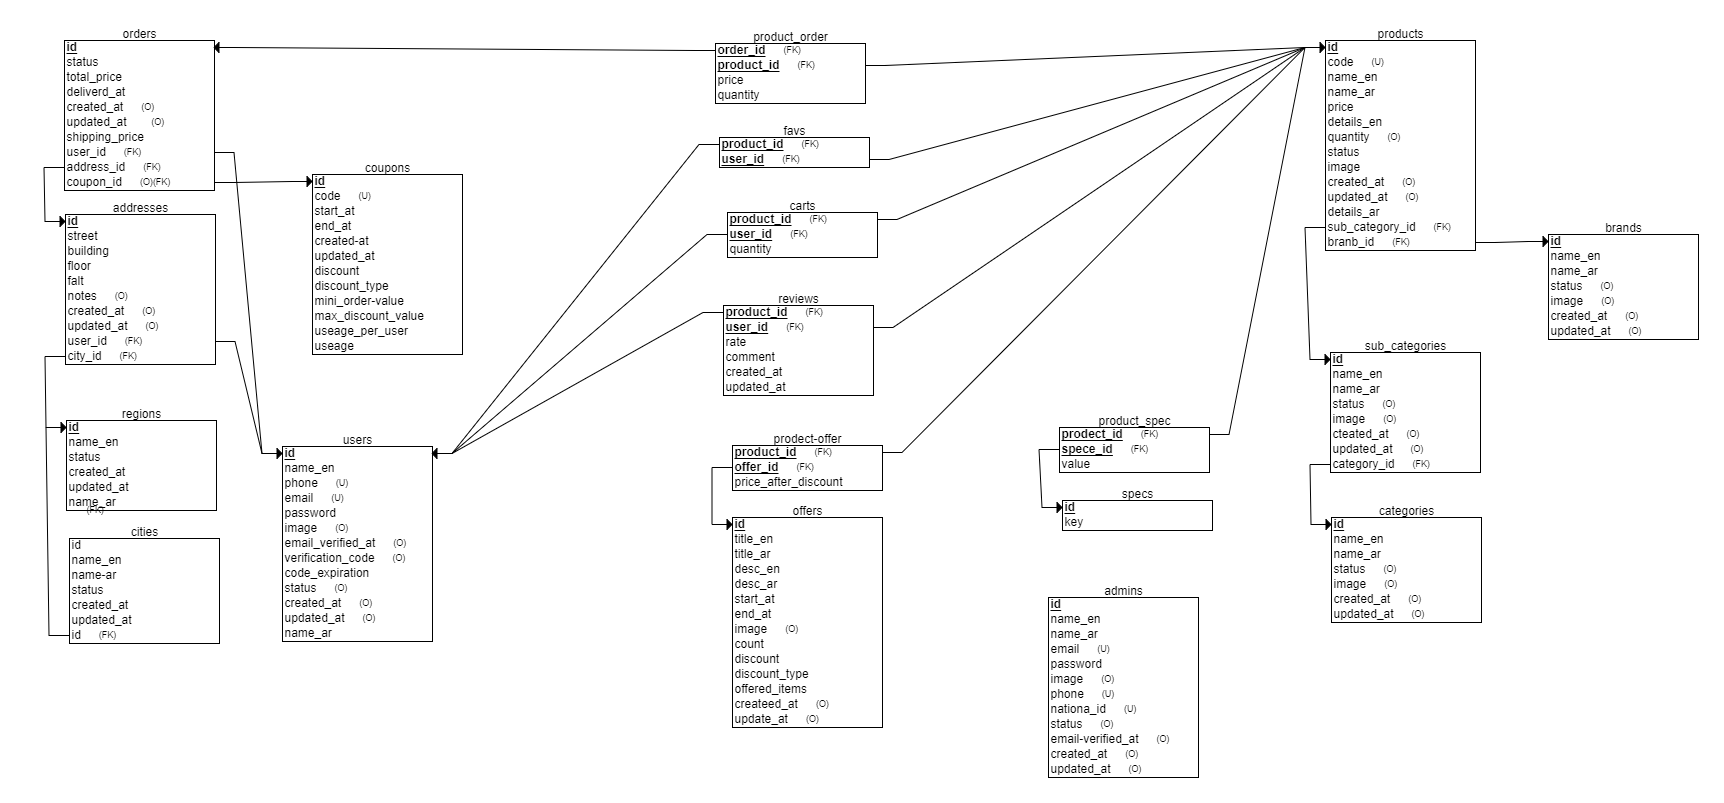 orders
id
status
total_price
deliverd_at
created_at (O)
updated_at (O)
shipping_price
user_id (FK)
address_id (FK)
coupon_id (O)(FK)
addresses
id
street
building
floor
falt
notes (O)
created_at (O)
updated_at (O)
user_id (FK)
city_id (FK)
regions
id
name_en
status
created_at
updated_at
name_ar
(FK)
cities
id
name_en
name-ar
status
created_at
updated_at
id (FK)
coupons
id
code (U)
start_at
end_at
created-at
updated_at
discount
discount_type
mini_order-value
max_discount_value
useage_per_user
useage
users
id
name_en
phone (U)
email (U)
password
image (O)
email_verified_at (O)
verification_code (O)
code_expiration
status (O)
created_at (O)
updated_at (O)
name_ar
product_order
order_id (FK)
product_id (FK)
price
quantity
favs
product_id (FK)
user_id (FK)
carts
product_id (FK)
user_id (FK)
quantity
reviews
product_id (FK)
user_id (FK)
rate
comment
created_at
updated_at
prodect-offer
product_id (FK)
offer_id (FK)
price_after_discount
offers
id
title_en
title_ar
desc_en
desc_ar
start_at
end_at
image (O)
count
discount
discount_type
offered_items
createed_at (O)
update_at (O)
product_spec
prodect_id (FK)
spece_id (FK)
value
specs
id
key
admins
id
name_en
name_ar
email (U)
password
image (O)
phone (U)
nationa_id (U)
status (O)
email-verified_at (O)
created_at (O)
updated_at (O)
products
id
code (U)
name_en
name_ar
price
details_en
quantity (O)
status
image
created_at (O)
updated_at (O)
details_ar
sub_category_id (FK)
branb_id (FK)
brands
id
name_en
name_ar
status (O)
image (O)
created_at (O)
updated_at (O)
sub_categories
id
name_en
name_ar
status (O)
image (O)
cteated_at (O)
updated_at (O)
category_id (FK)
categories
id
name_en
name_ar
status (O)
image (O)
created_at (O)
updated_at (O)